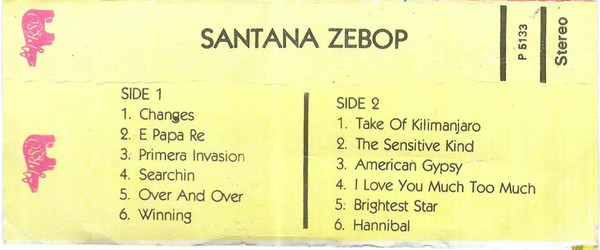 SANTANA ZEBOP
P 5133
Stereo
SIDE 1
1. Changes
2. E Papa Re
3. Primera Invasion
4. Searchin
5. Over And Over
6. Winning
SIDE 2
1. Take Of Kilimanjaro
2. The Sensitive Kind
3. American Gypsy
4. I Love You Much Too Much
5. Brightest Star
6. Hannibal